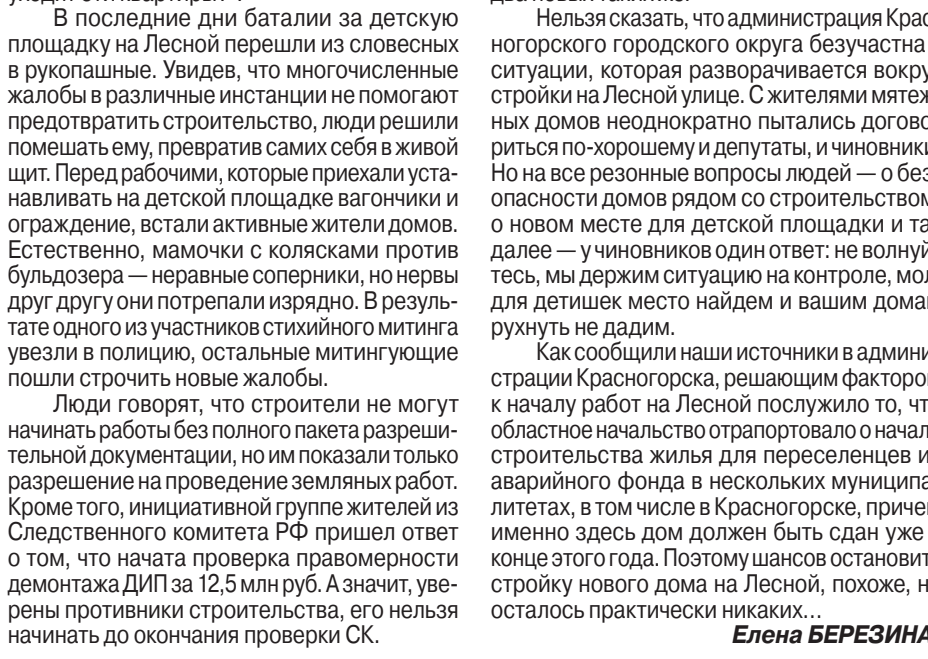 В последние дни баталии за детскую
площадку на Лесной перешли из словесных
в рукопашные. Увидев, что многочисленные
жалобы в различные инстанции не помогают
предотвратить строительство, люди решили
помешать ему, превратив самих себя в живой
щит. Перед рабочими, которые приехали уста-
навливать на детской площадке вагончики и
ограждение, встали активные жители домов.
Естественно, мамочки с колясками против
бульдозера — неравные соперники, но нервы
друг другу они потрепали изрядно. В резуль-
тате одного из участников стихийного митинга
увезли в полицию, остальные митингующие
пошли строчить новые жалобы.
Люди говорят, что строители не могут
начинать работы без полного пакета разреши-
тельной документации, но им показали только
разрешение на проведение земляных работ.
Кроме того, инициативной группе жителей из
Следственного комитета РФ пришел ответ
о том, что начата проверка правомерности
демонтажа ДИП за 12,5 млн руб. А значит, уве-
рены противники строительства, его нельзя
начинать до окончания проверки СК.
Нельзя сказать, что администрация Крас
ногорского городского округа безучастна
ситуации, которая разворачивается вокру
стройки на Лесной улице. С жителями мятеж
ных домов неоднократно пытались догово
риться по-хорошему и депутаты, и чиновники
Но на все резонные вопросы людей — о без
опасности домов рядом со строительством
о новом месте для детской площадки и та
далее — у чиновников один ответ: не волнуй
тесь, мы держим ситуацию на контроле, мол
для детишек место найдем и вашим домам
рухнуть не дадим.
Как сообщили наши источники в админи
страции Красногорска, решающим фактором
к началу работ на Лесной послужило то, чт
областное начальство отрапортовало о начал
строительства жилья для переселенцев и
аварийного фонда в нескольких муниципа
литетах, в том числе в Красногорске, причем
именно здесь дом должен быть сдан уже
конце этого года. Поэтому шансов остановит
стройку нового дома на Лесной, похоже, н
осталось практически никаких...
Елена БЕРЕЗИНА